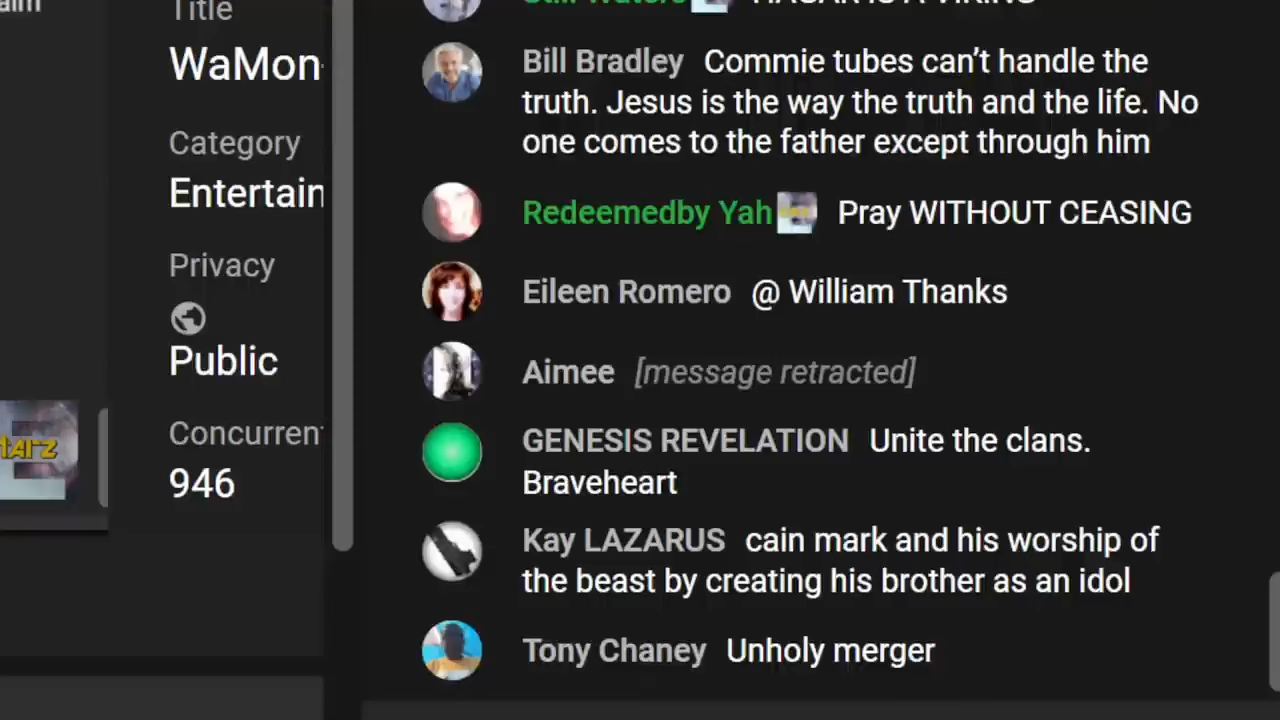 Title
WaMon
Category
Entertain
Privacy
Public
Concurrent
946
Bill Bradley Commie tubes can’t handle the
truth. Jesus is the way the truth and the life. No
one comes to the father except through him
Redeemedby Yah Pray WITHOUT CEASING
Eileen Romero @ William Thanks
Aimee [message retracted]
GENESIS REVELATION Unite the clans.
Braveheart
Kay LAZARUS cain mark and his worship of
the beast by creating his brother as an idol
Tony Chaney Unholy merger